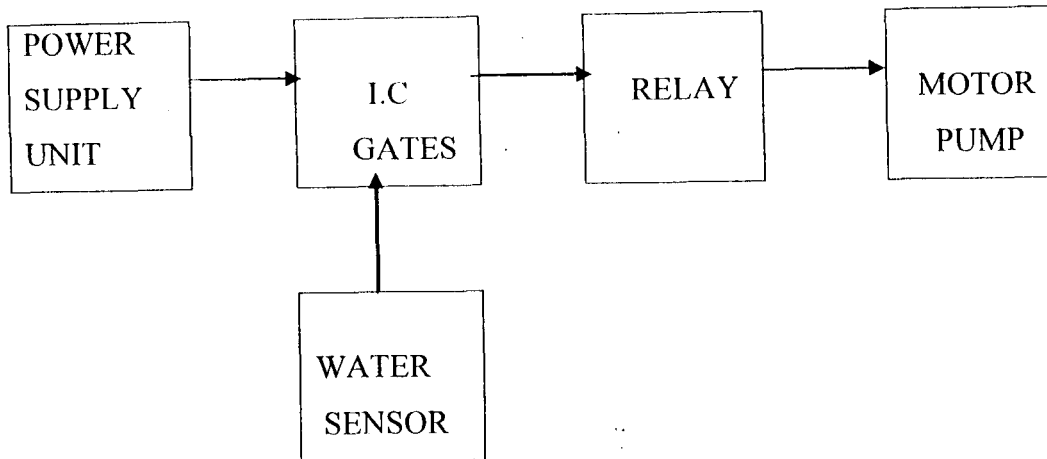 POWER
SUPPLY
UNIT
I.C
GATES
RELAY
MOTOR
PUMP
WATER
SENSOR